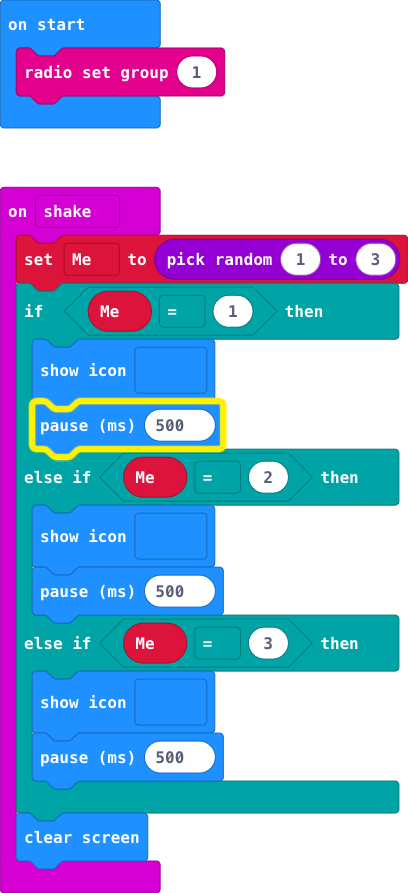 on start
radio set group 1
on shake
set Me to pick random 1 to 3
if Me = 1 then
show icon
pause (ms) 500
else if Me = 2 then
show icon
pause (ms) 500
else if Me = 3 then
show icon
pause (ms) 500
clear screen